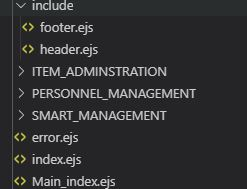 include
footer.ejs
header.ejs
ITEM_ADMINSTRATION
PERSONNEL_MANAGEMENT
SMART_MANAGEMENT
error.ejs
index.ejs
Main_index.ejs